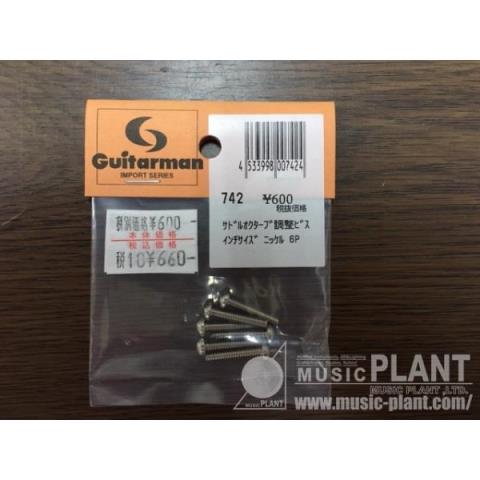 Guitarman
IMPORT SERIES
4 533998 007424
742 ¥600
税抜価格
サドルオクターブ調整ビス
インチサイズ ニッケル 6P
税別価格¥600-
本体価格
税込価格
税10¥660-
MUSIC PLANT
MUSIC PLANT ,LTD.
MUSIC PLANT
http://www.music-plant.com/